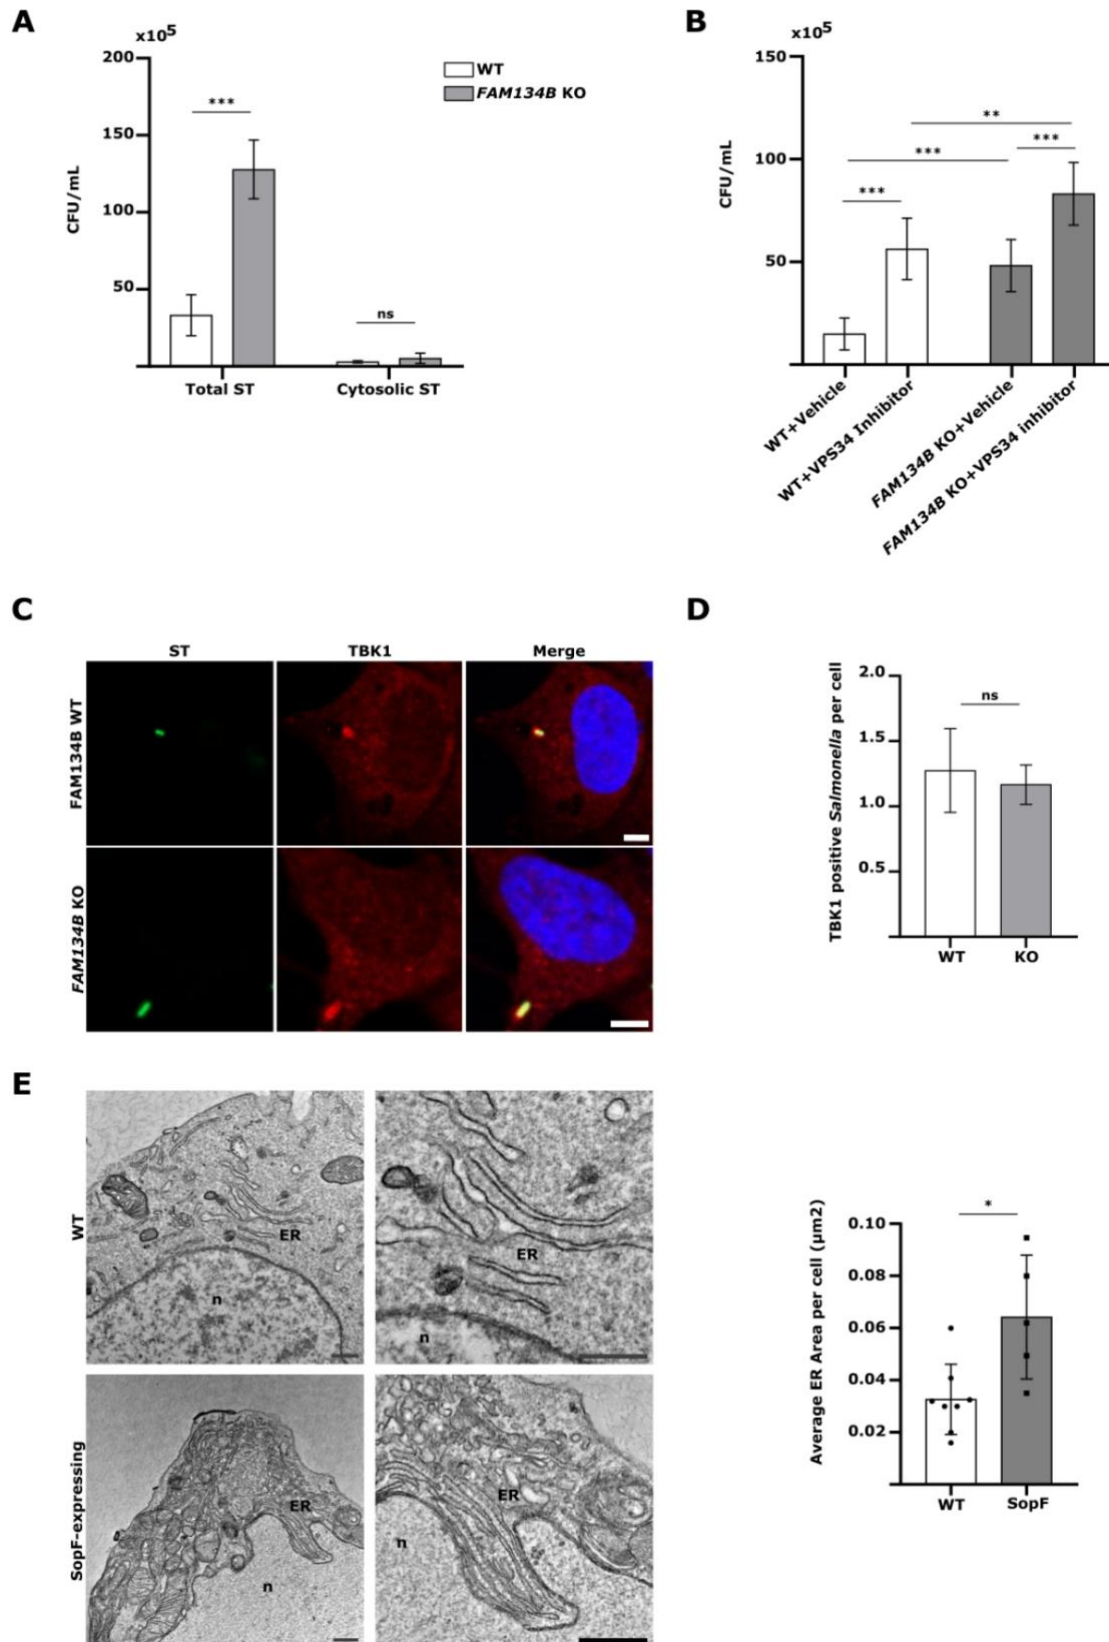 A
x10⁵
200
150
100
50
CFU/mL
***
ns
Total ST
Cytosolic ST
WT
FAM134B KO
B
x10⁵
150
100
50
CFU/mL
**
***
***
***
WT+Vehicle
WT+VPS34 Inhibitor
FAM134B KO+Vehicle
FAM134B KO+VPS34 inhibitor
C
ST
TBK1
Merge
FAM134B WT
FAM134B KO
D
TBK1 positive Salmonella per cell
2.0
1.5
1.0
0.5
ns
WT
KO
E
WT
ER
n
ER
n
SopF-expressing
ER
n
ER
n
Average ER Area per cell (µm2)
0.10
0.08
0.06
0.04
0.02
*
WT
SopF